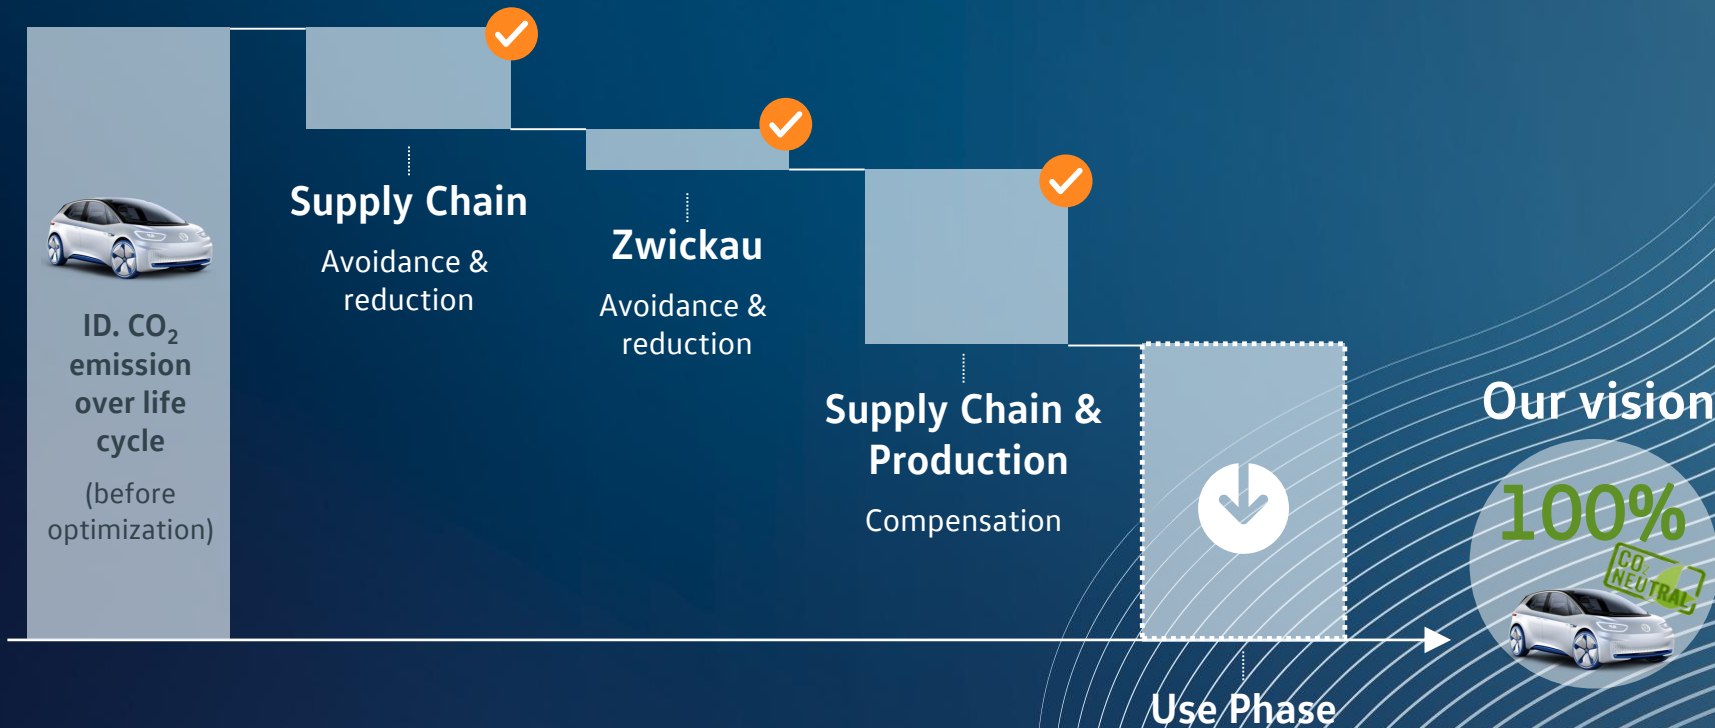 ID. CO₂
emission
over life
cycle
(before
optimization)
Supply Chain
Avoidance &
reduction
Zwickau
Avoidance &
reduction
Supply Chain &
Production
Compensation
Use Phase
Our vision
100%
CO₂
NEUTRAL